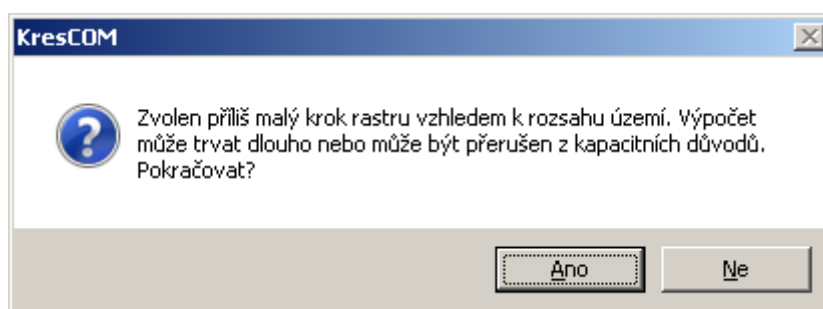 KresCOM
Zvolen příliš malý krok rastru vzhledem k rozsahu území. Výpočet
může trvat dlouho nebo může být přerušen z kapacitních důvodů.
Pokračovat?
Ano
Ne